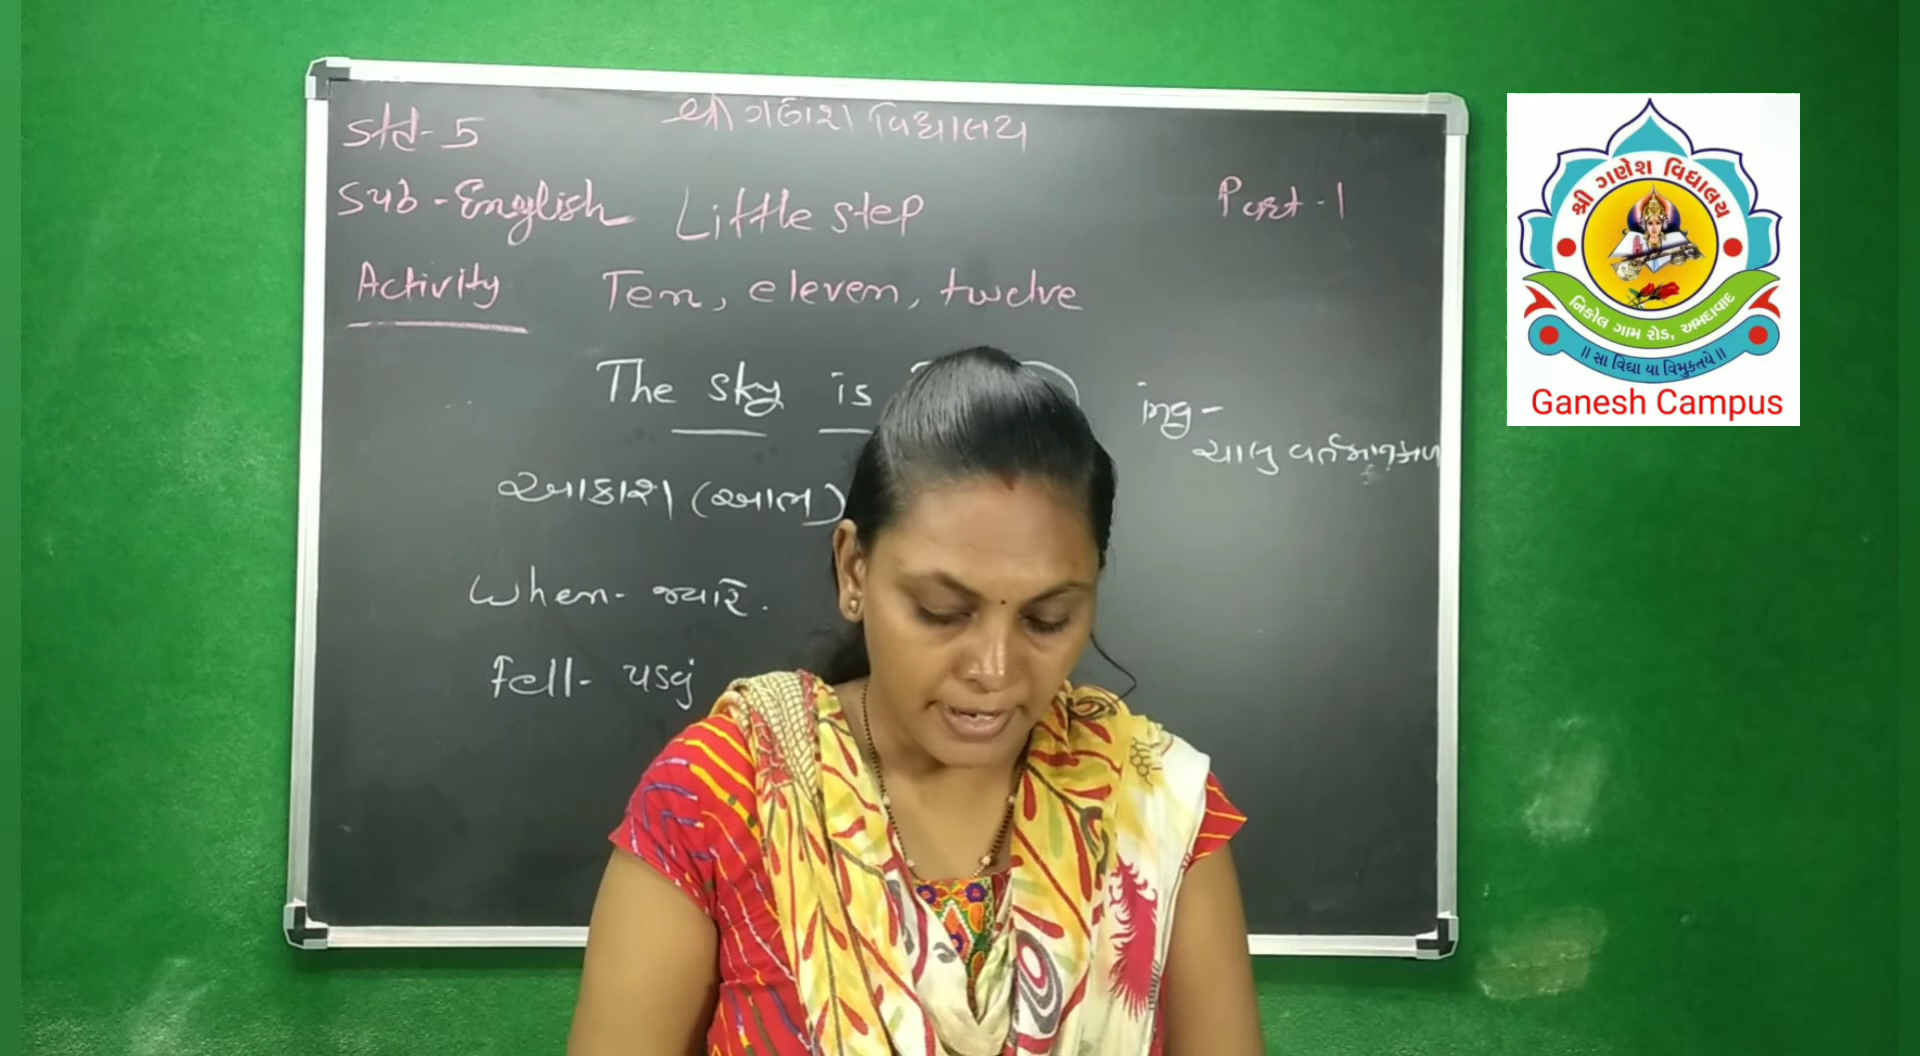 શ્રી ગણેશ વિદ્યાલય
Std-5
Sub-English Little step Part-1
Activity Ten, eleven, twelve
The sky is
ing-
ચાલુ વર્તમાનકાળ
આકાશ (આભ)
When- જ્યારે.
Fell- પડવું
શ્રી ગણેશ વિદ્યાલય
નિકોલ ગામ રોડ, અમદાવાદ
॥ સા વિદ્યા યા વિમુક્તયે ॥
Ganesh Campus